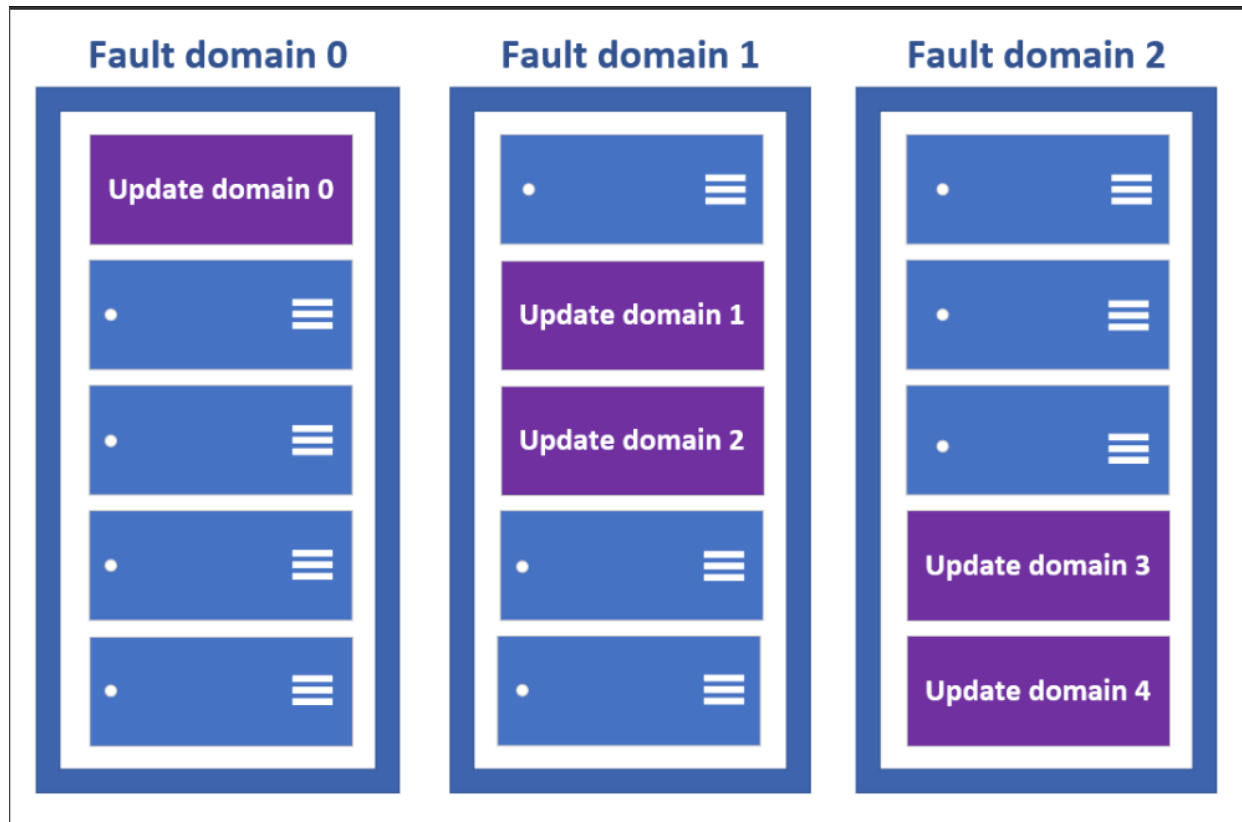 Fault domain 0
Fault domain 1
Fault domain 2
Update domain 0
Update domain 1
Update domain 2
Update domain 3
Update domain 4